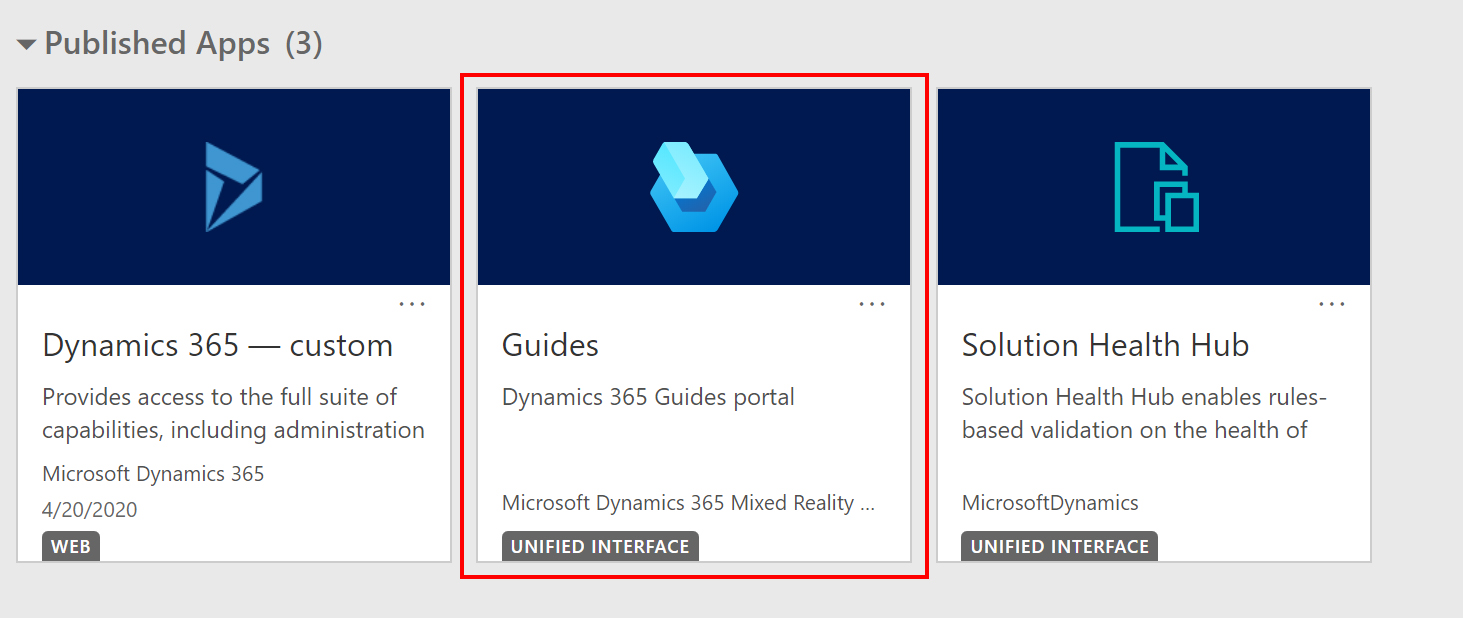 Published Apps (3)
...
Dynamics 365 — custom
Provides access to the full suite of
capabilities, including administration
Microsoft Dynamics 365
4/20/2020
WEB
...
Guides
Dynamics 365 Guides portal
Microsoft Dynamics 365 Mixed Reality ...
UNIFIED INTERFACE
...
Solution Health Hub
Solution Health Hub enables rules-
based validation on the health of
MicrosoftDynamics
UNIFIED INTERFACE